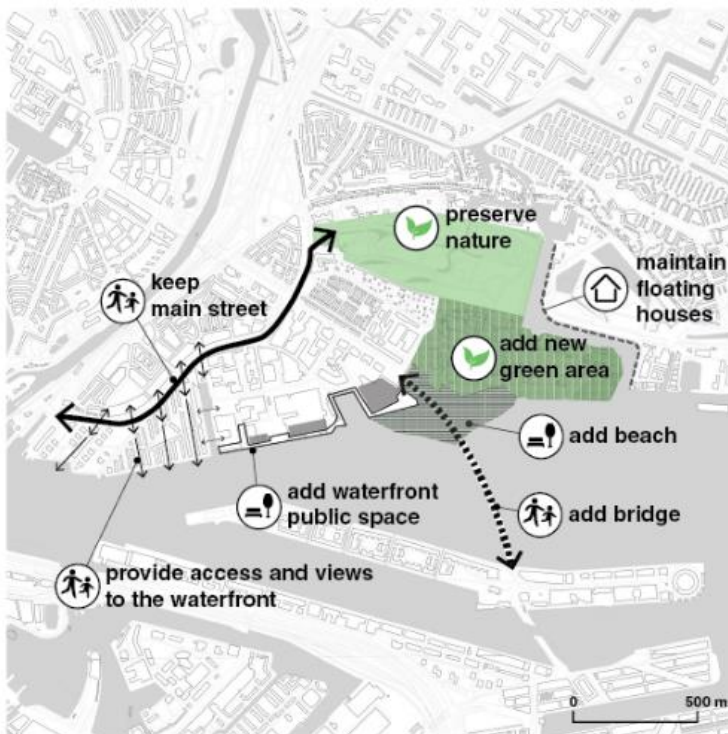 preserve
nature
keep
main street
maintain
floating
houses
add new
green area
add beach
add waterfront
public space
add bridge
provide access and views
to the waterfront
0 500 m